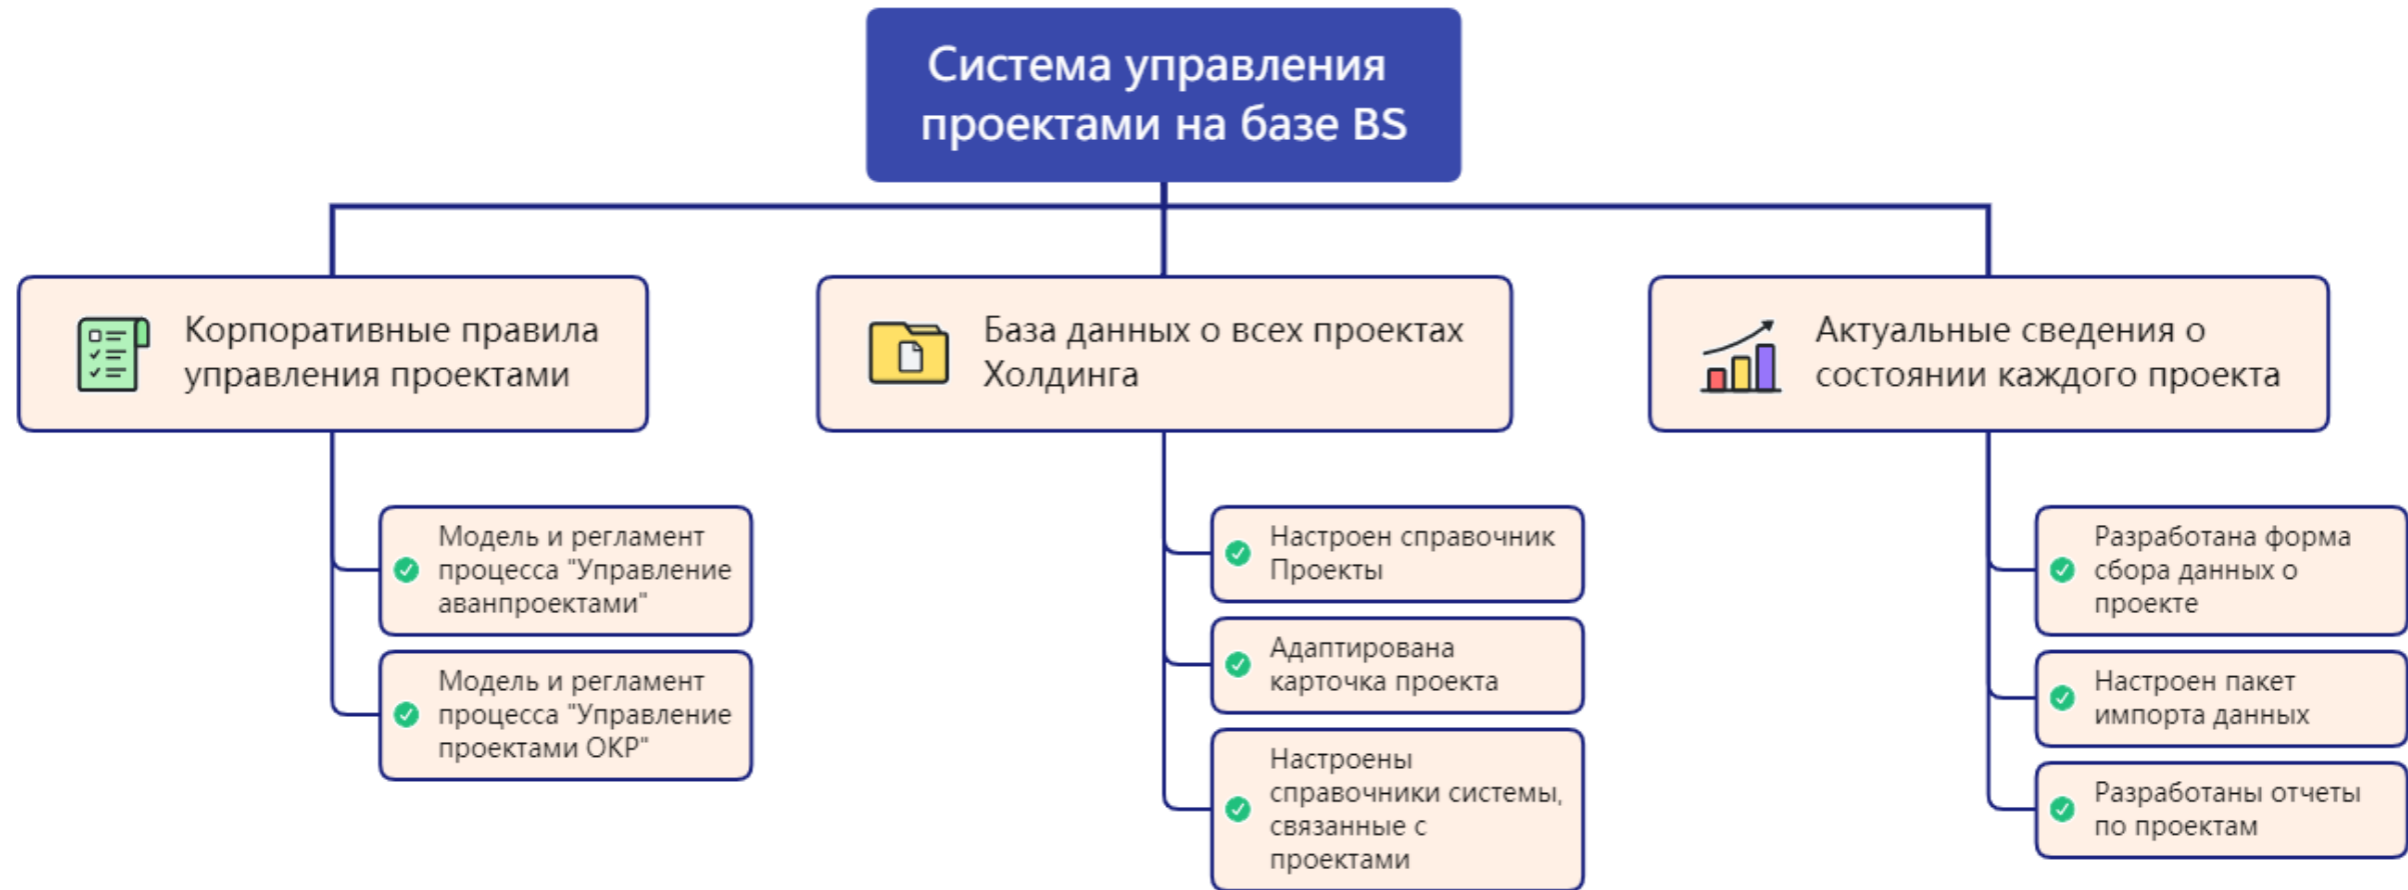 Система управления
проектами на базе BS
Корпоративные правила
управления проектами
Модель и регламент
процесса "Управление
аванпроектами"
Модель и регламент
процесса "Управление
проектами ОКР"
База данных о всех проектах
Холдинга
Настроен справочник
Проекты
Адаптирована
карточка проекта
Настроены
справочники системы,
связанные с
проектами
Актуальные сведения о
состоянии каждого проекта
Разработана форма
сбора данных о
проекте
Настроен пакет
импорта данных
Разработаны отчеты
по проектам